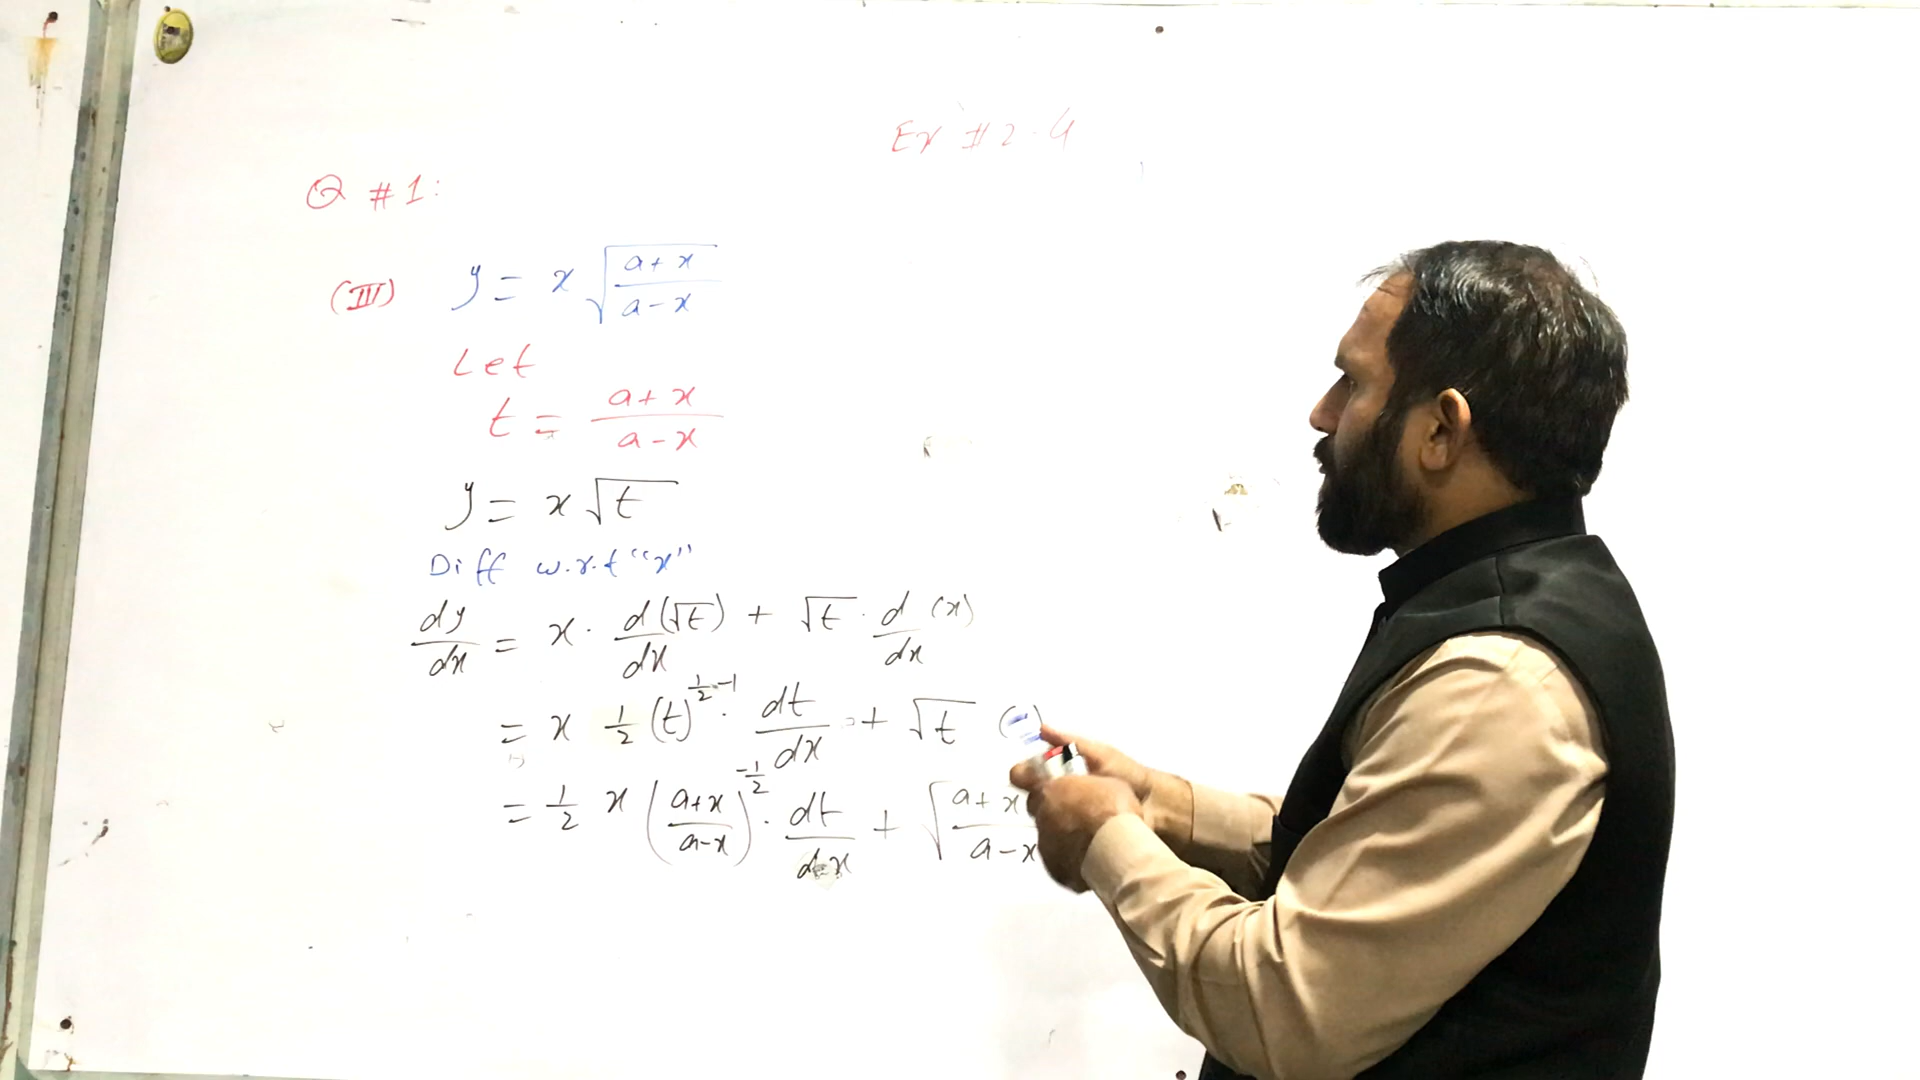 Ex # 2.4
Q # 1:
(III) y = x √(a+x / a-x)
Let
t = a+x / a-x
y = x √t
Diff w.r.t "x"
dy/dx = x · d(√t)/dx + √t · d/dx (x)
= x 1/2 (t)^(1/2 -1) · dt/dx + √t (
= 1/2 x (a+x / a-x)^(-1/2) · dt/dx + √(a+x / a-x